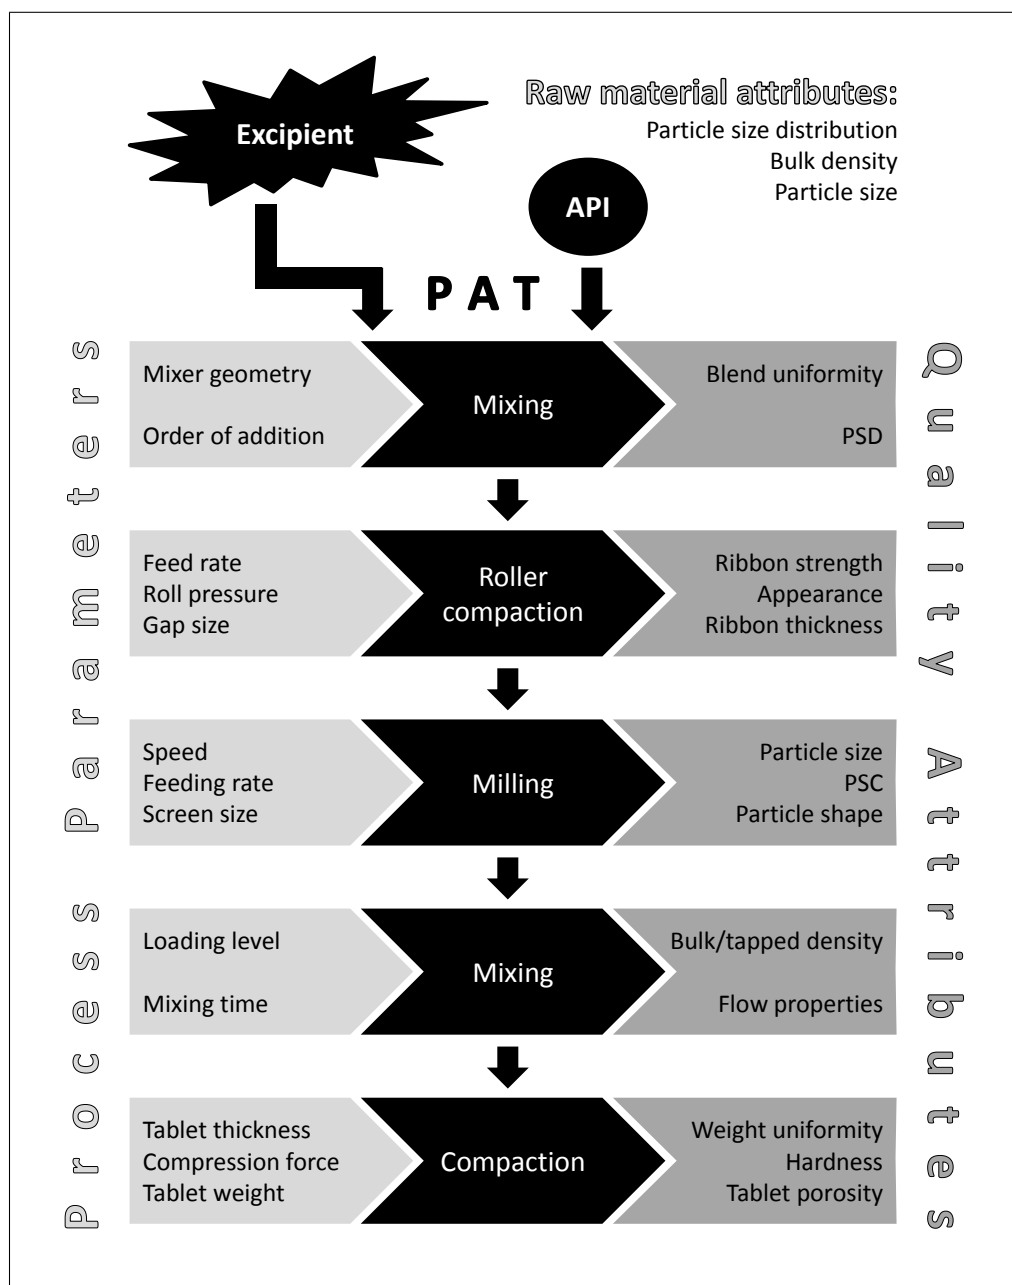 Excipient
Raw material attributes:
Particle size distribution
Bulk density
Particle size
API
PAT
Process Parameters
Quality Attributes
Mixer geometry
Order of addition
Mixing
Blend uniformity
PSD
Feed rate
Roll pressure
Gap size
Roller
compaction
Ribbon strength
Appearance
Ribbon thickness
Speed
Feeding rate
Screen size
Milling
Particle size
PSC
Particle shape
Loading level
Mixing time
Mixing
Bulk/tapped density
Flow properties
Tablet thickness
Compression force
Tablet weight
Compaction
Weight uniformity
Hardness
Tablet porosity